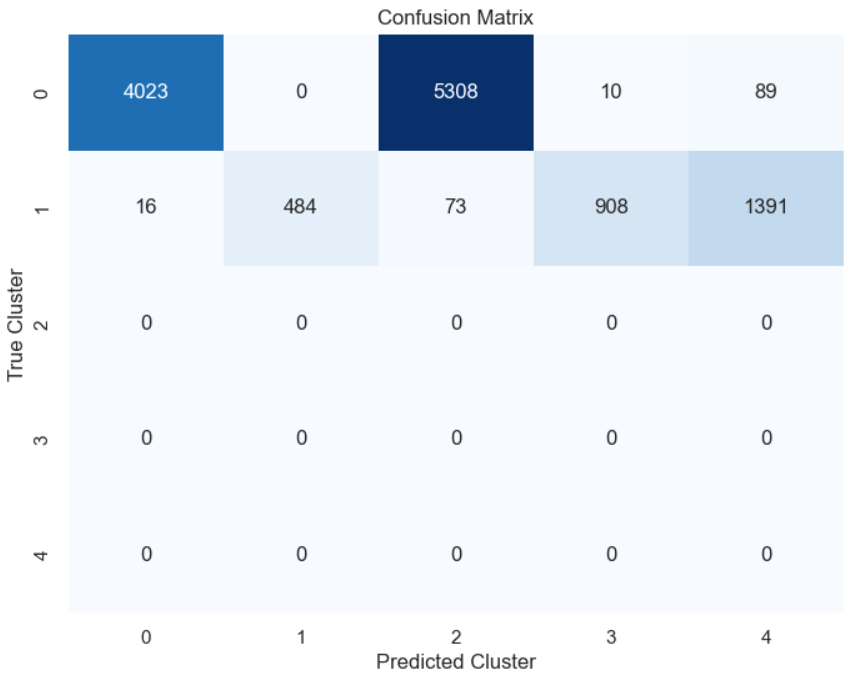 Confusion Matrix
0 4023 0 5308 10 89
1 16 484 73 908 1391
True Cluster
2 0 0 0 0 0
3 0 0 0 0 0
4 0 0 0 0 0
0 1 2 3 4
Predicted Cluster